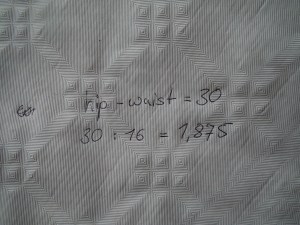 hip - waist = 30
30 : 16 = 1,875